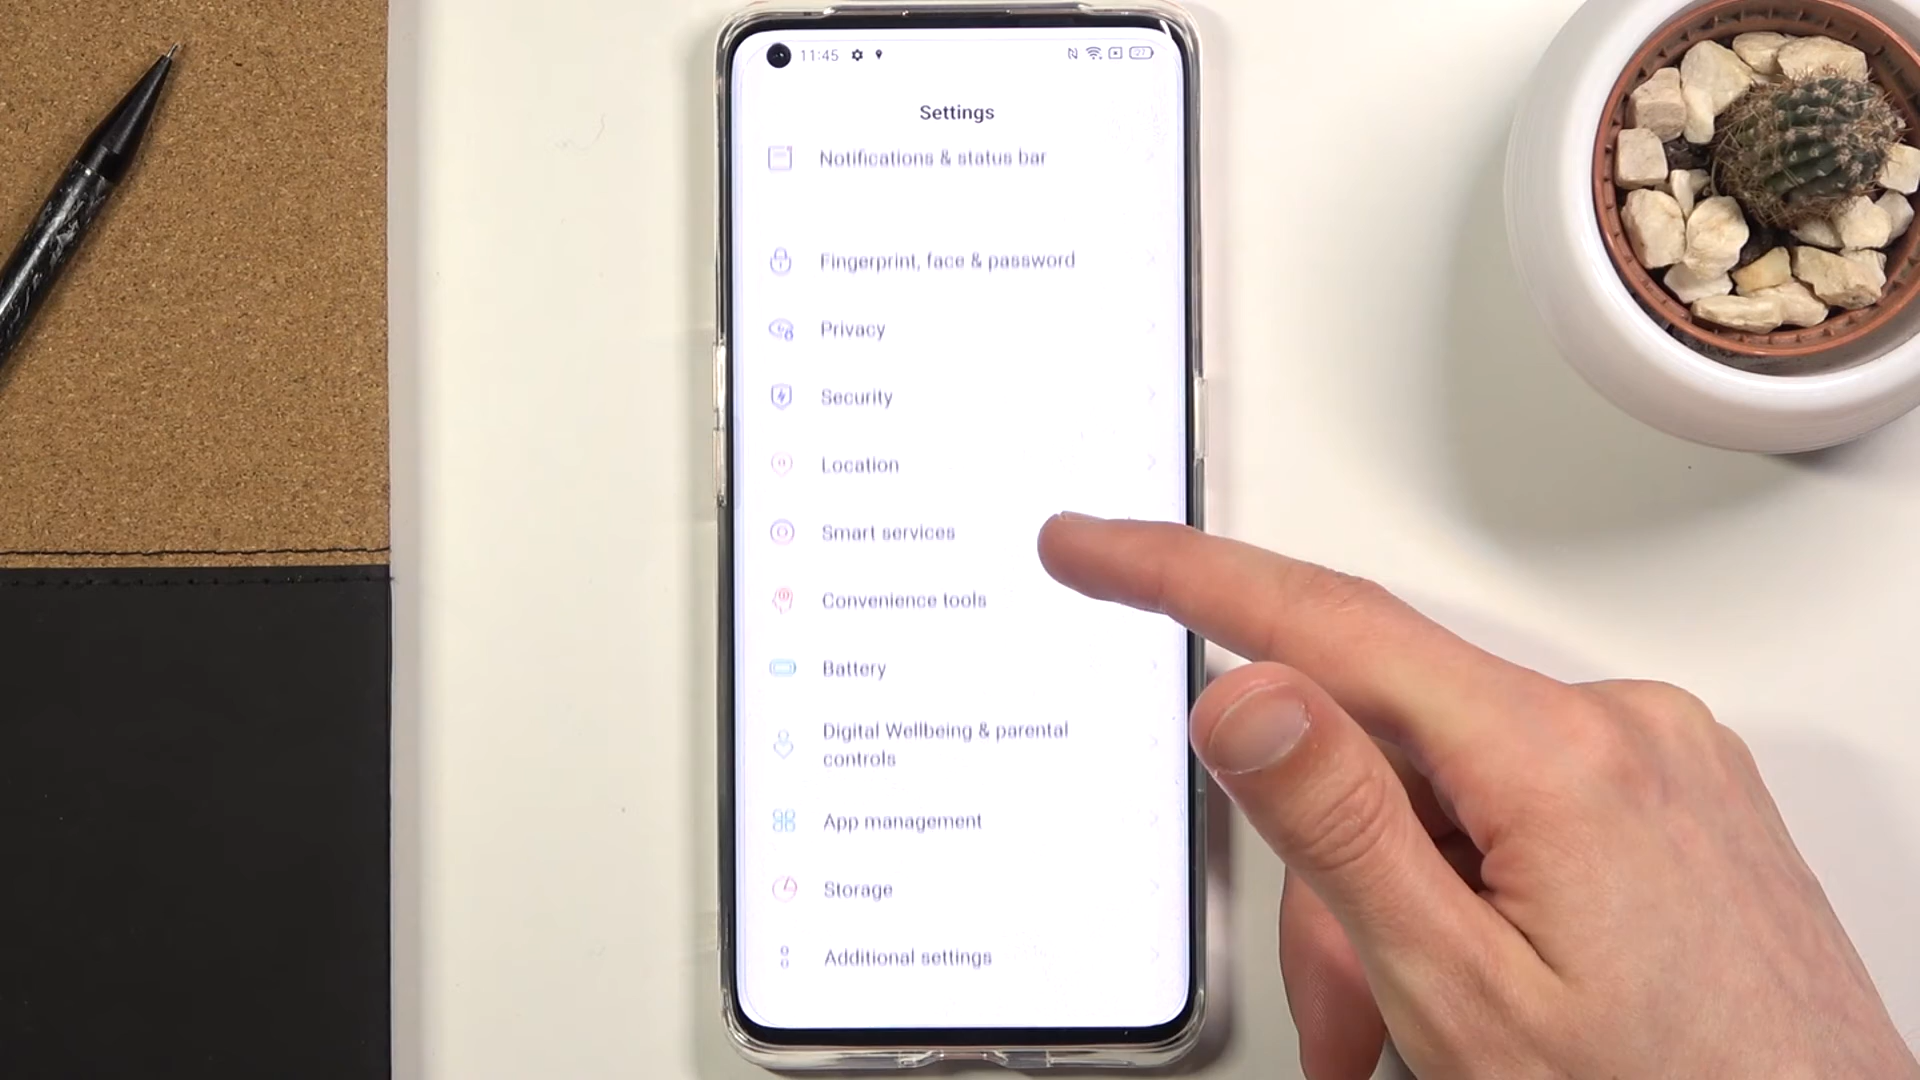 11:45
27
Settings
Notifications & status bar
Fingerprint, face & password
Privacy
Security
Location
Smart services
Convenience tools
Battery
Digital Wellbeing & parental
controls
App management
Storage
Additional settings